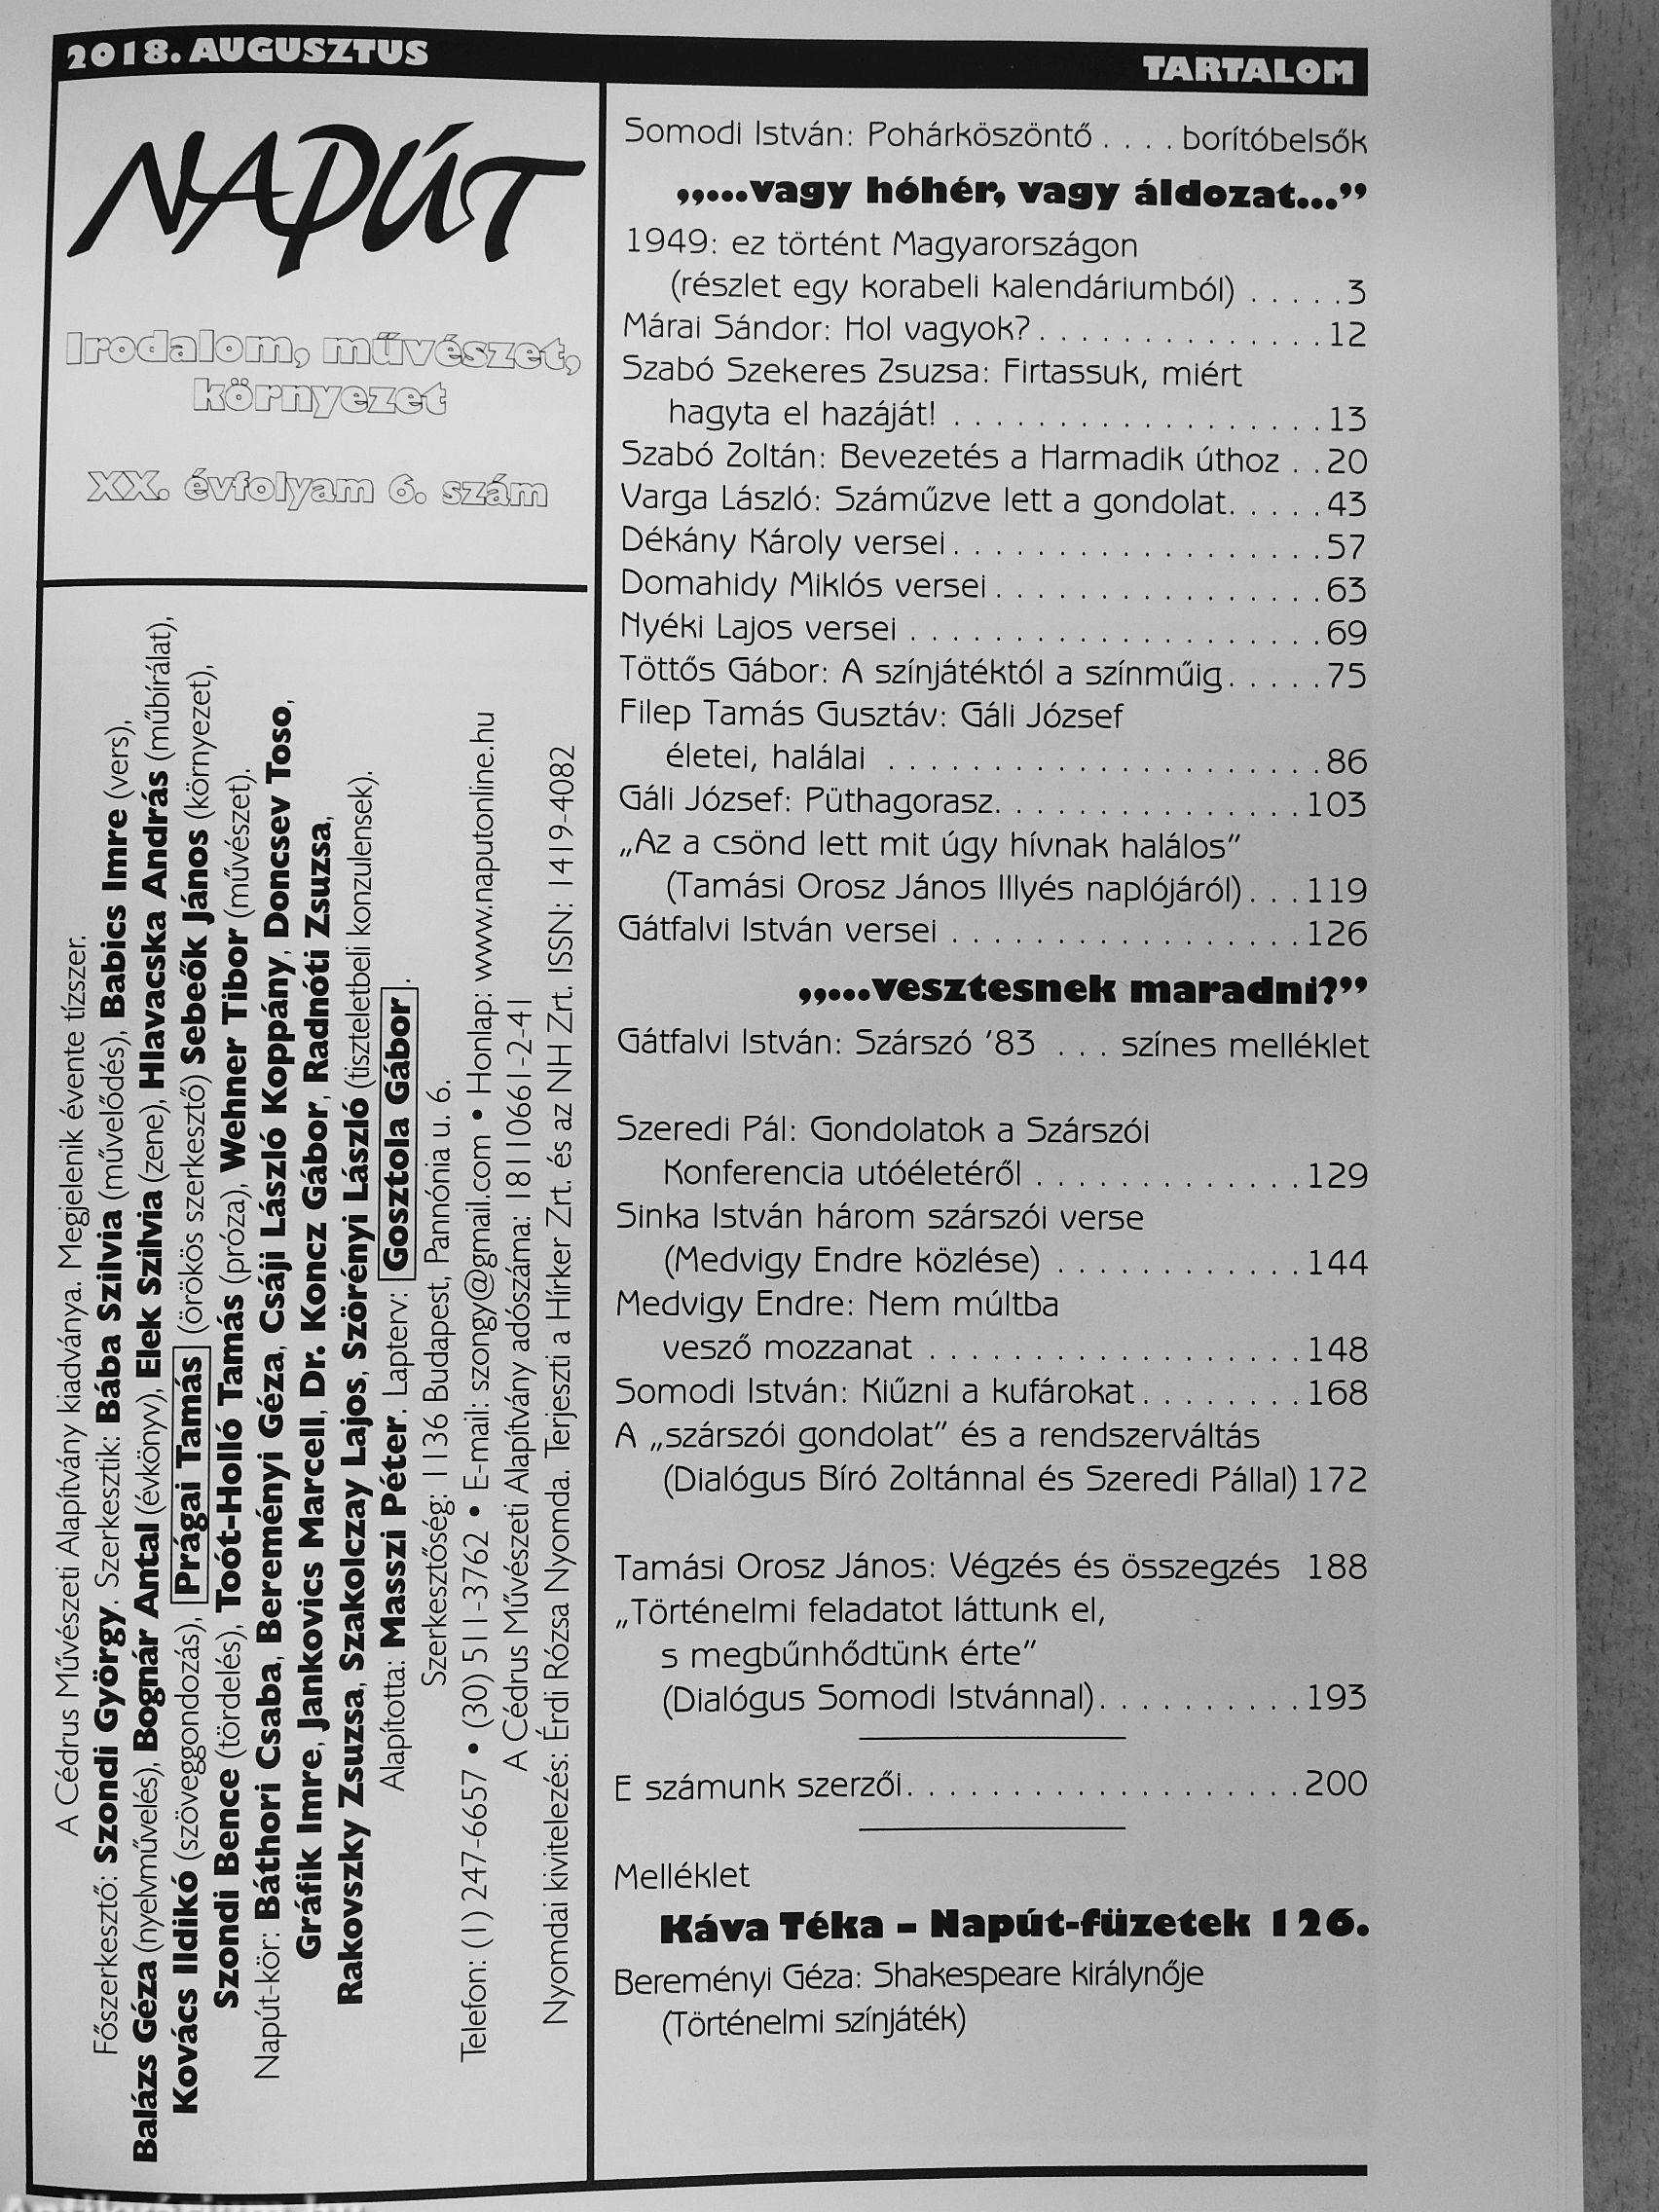 2018. AUGUSZTUS
TARTALOM
NAPÚT
Irodalom, művészet,
környezet
XX. évfolyam 6. szám
A Cédrus Művészeti Alapítvány kiadványa. Megjelenik évente tízszer.
Főszerkesztő: Szondi György. Szerkesztik: Bába Szilvia (művelődés), Babics Imre (vers),
Balázs Géza (nyelvművelés), Bognár Antal (évkönyv), Elek Szilvia (zene), Hlavacska András (műbírálat),
Kovács Ildikó (szöveggondozás), Prágai Tamás (örökös szerkesztő) Sebeők János (környezet),
Szondi Bence (tördelés), Toót-Holló Tamás (próza), Wehner Tibor (művészet).
Napút-kör: Báthori Csaba, Bereményi Géza, Csáji László Koppány, Doncsev Toso,
Gráfik Imre, Jankovics Marcell, Dr. Koncz Gábor, Radnóti Zsuzsa,
Rakovszky Zsuzsa, Szakolczay Lajos, Szörényi László (tiszteletbeli konzulensek).
Alapította: Masszi Péter. Lapterv: Gosztola Gábor.
Szerkesztőség: 1136 Budapest, Pannónia u. 6.
Telefon: (1) 247-6657 • (30) 511-3762 • E-mail: szongy@gmail.com • Honlap: www.naputonline.hu
A Cédrus Művészeti Alapítvány adószáma: 18110661-2-41
Nyomdai kivitelezés: Érdi Rózsa Nyomda. Terjeszti a Hírker Zrt. és az NH Zrt. ISSN: 1419-4082
Somodi István: Pohárköszöntő . . . . borítóbelsők
„...vagy hóhér, vagy áldozat...”
1949: ez történt Magyarországon
(részlet egy korabeli kalendáriumból) . . . . . 3
Márai Sándor: Hol vagyok? . . . . . . . . . . . . . . 12
Szabó Szekeres Zsuzsa: Firtassuk, miért
hagyta el hazáját! . . . . . . . . . . . . . . . . . . 13
Szabó Zoltán: Bevezetés a Harmadik úthoz . . 20
Varga László: Száműzve lett a gondolat. . . . . 43
Dékány Károly versei. . . . . . . . . . . . . . . . . . 57
Domahidy Miklós versei. . . . . . . . . . . . . . . . 63
Nyéki Lajos versei . . . . . . . . . . . . . . . . . . . . 69
Töttős Gábor: A színjátéktól a színműig. . . . . 75
Filep Tamás Gusztáv: Gáli József
életei, halálai . . . . . . . . . . . . . . . . . . . . . 86
Gáli József: Püthagorasz. . . . . . . . . . . . . . . 103
„Az a csönd lett mit úgy hívnak halálos”
(Tamási Orosz János Illyés naplójáról) . . . 119
Gátfalvi István versei . . . . . . . . . . . . . . . . . 126
„...vesztesnek maradni?”
Gátfalvi István: Szárszó ’83 . . . színes melléklet
Szeredi Pál: Gondolatok a Szárszói
Konferencia utóéletéről . . . . . . . . . . . . . 129
Sinka István három szárszói verse
(Medvigy Endre közlése) . . . . . . . . . . . . 144
Medvigy Endre: Nem múltba
vesző mozzanat . . . . . . . . . . . . . . . . . . 148
Somodi István: Kiűzni a kufárokat. . . . . . . . 168
A „szárszói gondolat” és a rendszerváltás
(Dialógus Bíró Zoltánnal és Szeredi Pállal) 172
Tamási Orosz János: Végzés és összegzés 188
„Történelmi feladatot láttunk el,
s megbűnhődtünk érte”
(Dialógus Somodi Istvánnal). . . . . . . . . . 193
E számunk szerzői. . . . . . . . . . . . . . . . . . . 200
Melléklet
Káva Téka – Napút-füzetek 126.
Bereményi Géza: Shakespeare királynője
(Történelmi színjáték)